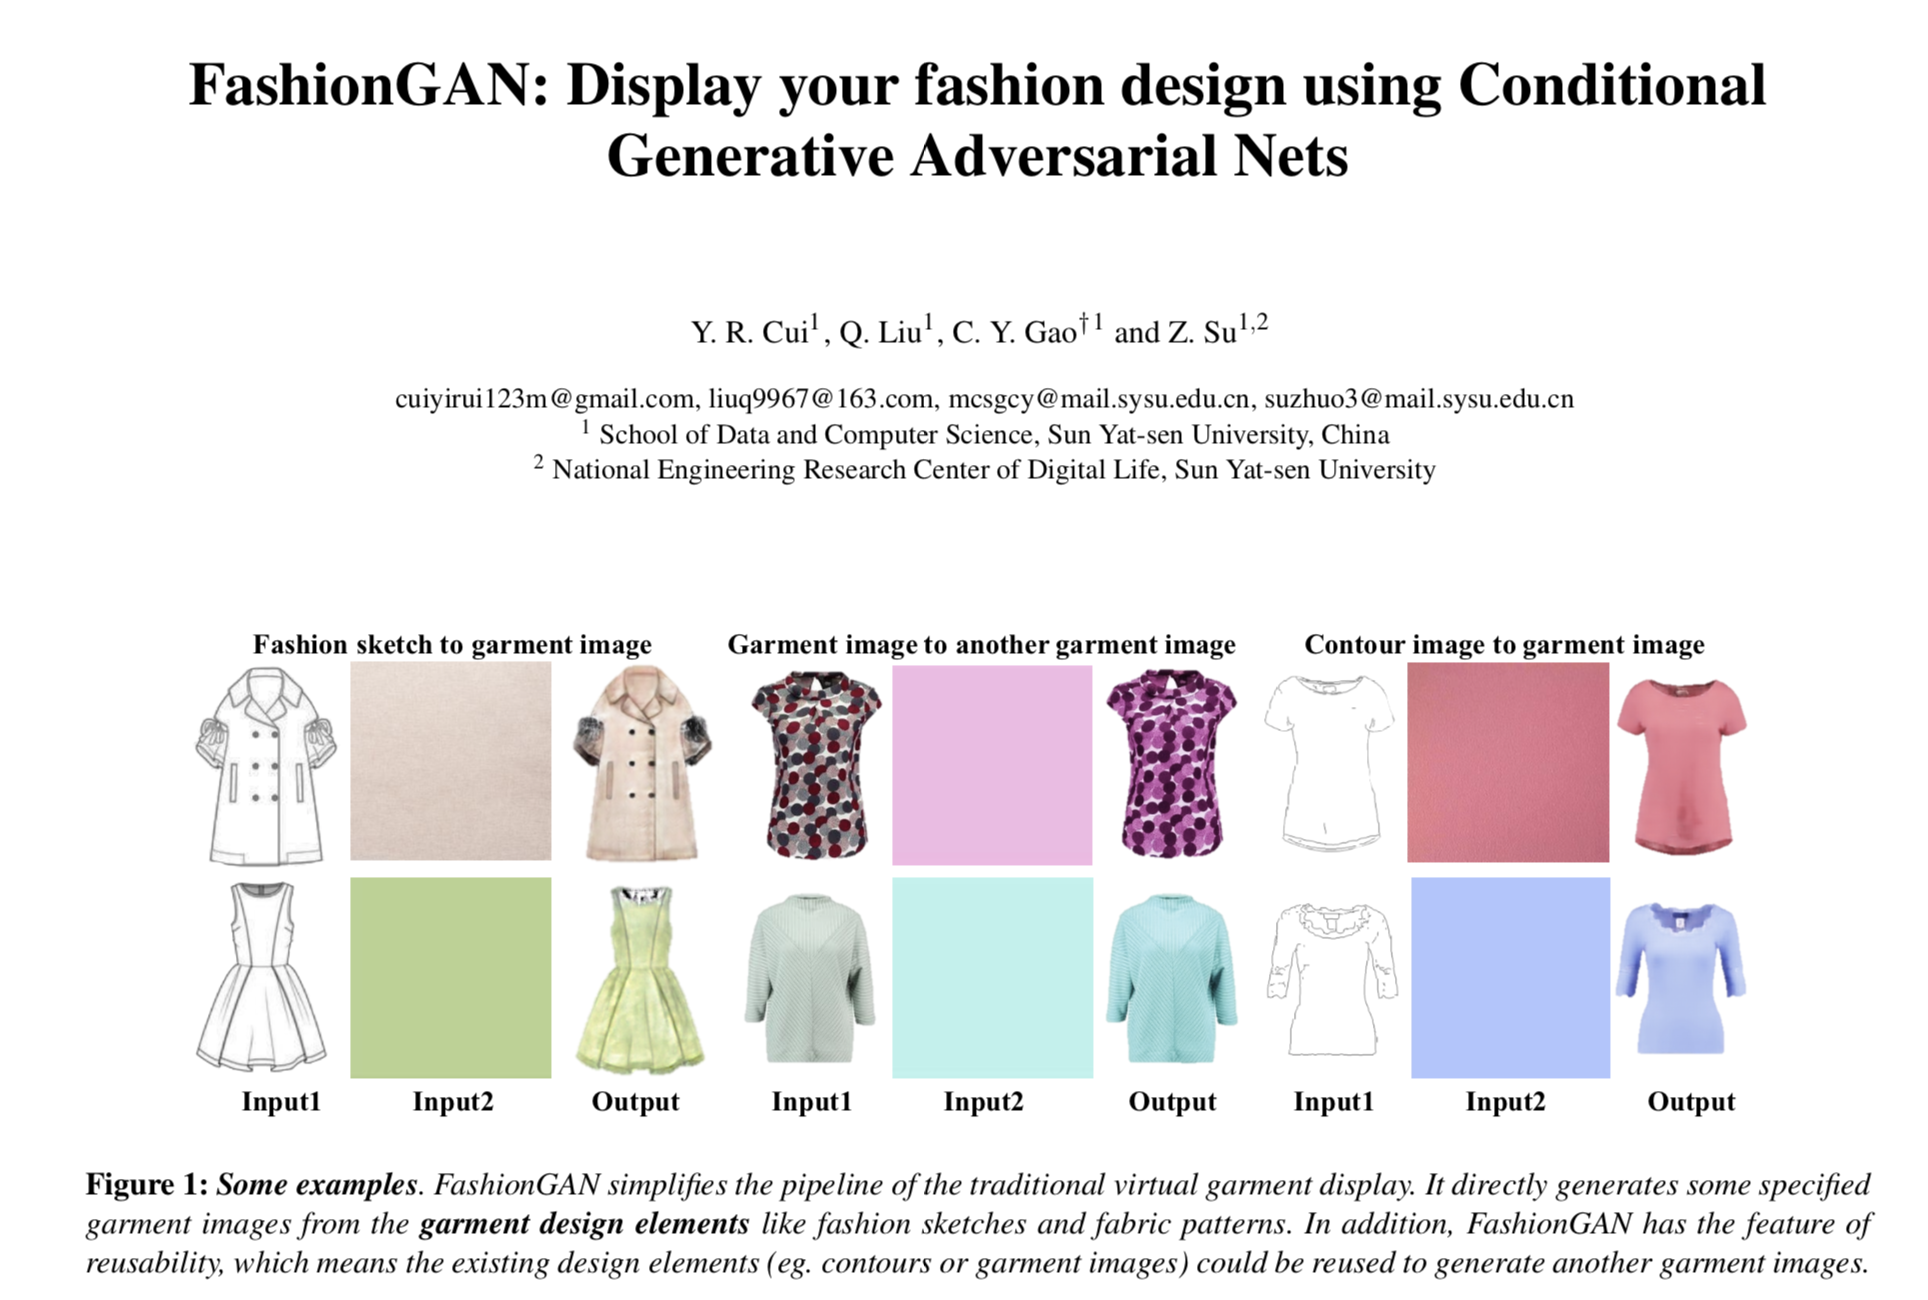 FashionGAN: Display your fashion design using Conditional
Generative Adversarial Nets
Y. R. Cui1, Q. Liu1, C. Y. Gao†1 and Z. Su1,2
cuiyirui123m@gmail.com, liuq9967@163.com, mcsgcy@mail.sysu.edu.cn, suzhuo3@mail.sysu.edu.cn
1 School of Data and Computer Science, Sun Yat-sen University, China
2 National Engineering Research Center of Digital Life, Sun Yat-sen University
Fashion sketch to garment image Garment image to another garment image Contour image to garment image
Input1 Input2 Output Input1 Input2 Output Input1 Input2 Output
Figure 1: Some examples. FashionGAN simplifies the pipeline of the traditional virtual garment display. It directly generates some specified
garment images from the garment design elements like fashion sketches and fabric patterns. In addition, FashionGAN has the feature of
reusability, which means the existing design elements (eg. contours or garment images) could be reused to generate another garment images.